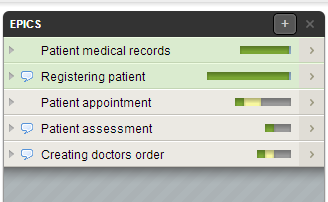 EPICS
Patient medical records
Registering patient
Patient appointment
Patient assessment
Creating doctors order